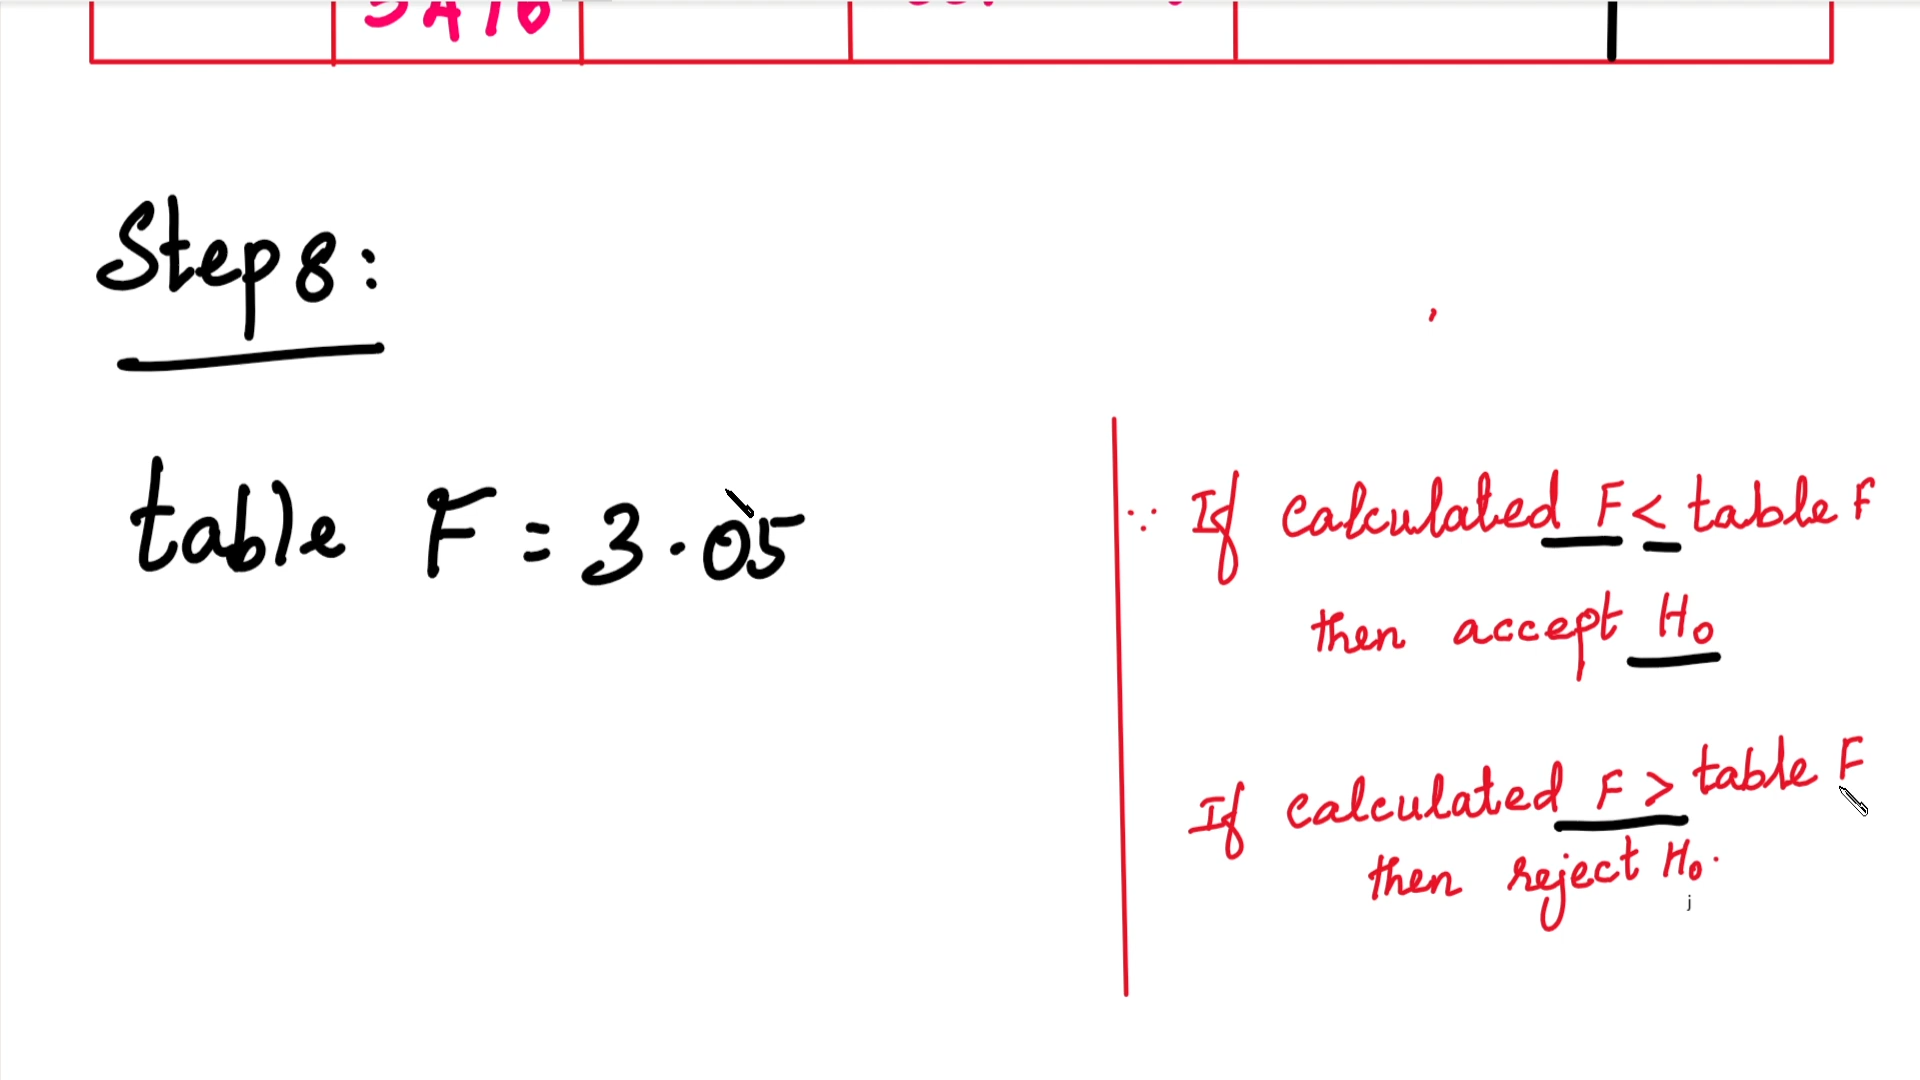 Step 8:
table F = 3.05
∵ If calculated F < table F
then accept H₀
If calculated F > table F
then reject H₀.
j